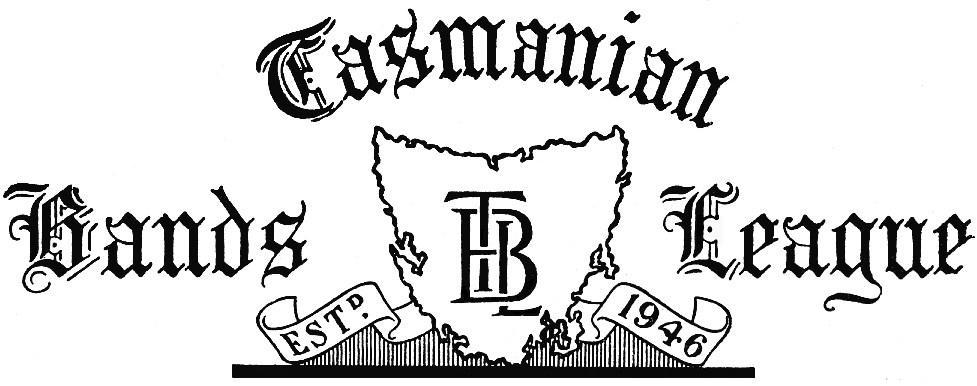 Tasmanian
Bands League
TBL
ESTD. 1946